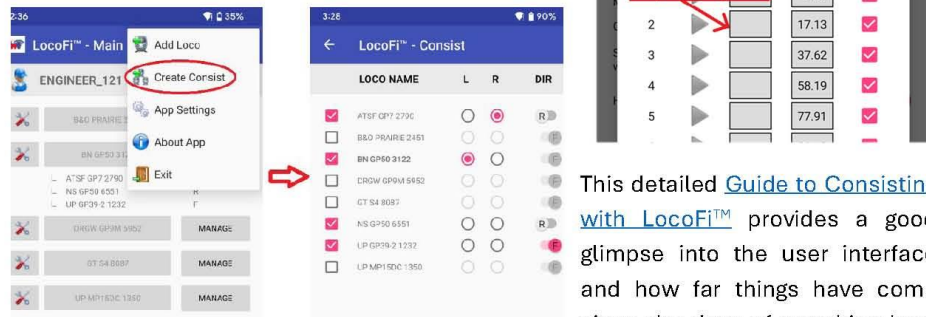 2:36
35%
LocoFi™ - Main
Add Loco
Create Consist
App Settings
About App
Exit
ENGINEER_121
B&O PRAIRIE
BN GP50 312
ATSF GP7 2790
NS GP50 6551 R
UP GP39-2 1232 F
DRGW GP9M 5952 MANAGE
GT S4 8087 MANAGE
UP MP15DC 1350 MANAGE
3:28 90%
LocoFi™ - Consist
LOCO NAME L R DIR
ATSF GP7 2790 R
B&O PRAIRIE 2451 F
BN GP50 3122 F
DRGW GP9M 5952 F
GT S4 8087 F
NS GP50 6551 R
UP GP39-2 1232 F
UP MP15DC 1350 F
2 17.13
3 37.62
4 58.19
5 77.91
This detailed Guide to Consistin
with LocoFi™ provides a goo
glimpse into the user interfac
and how far things have com